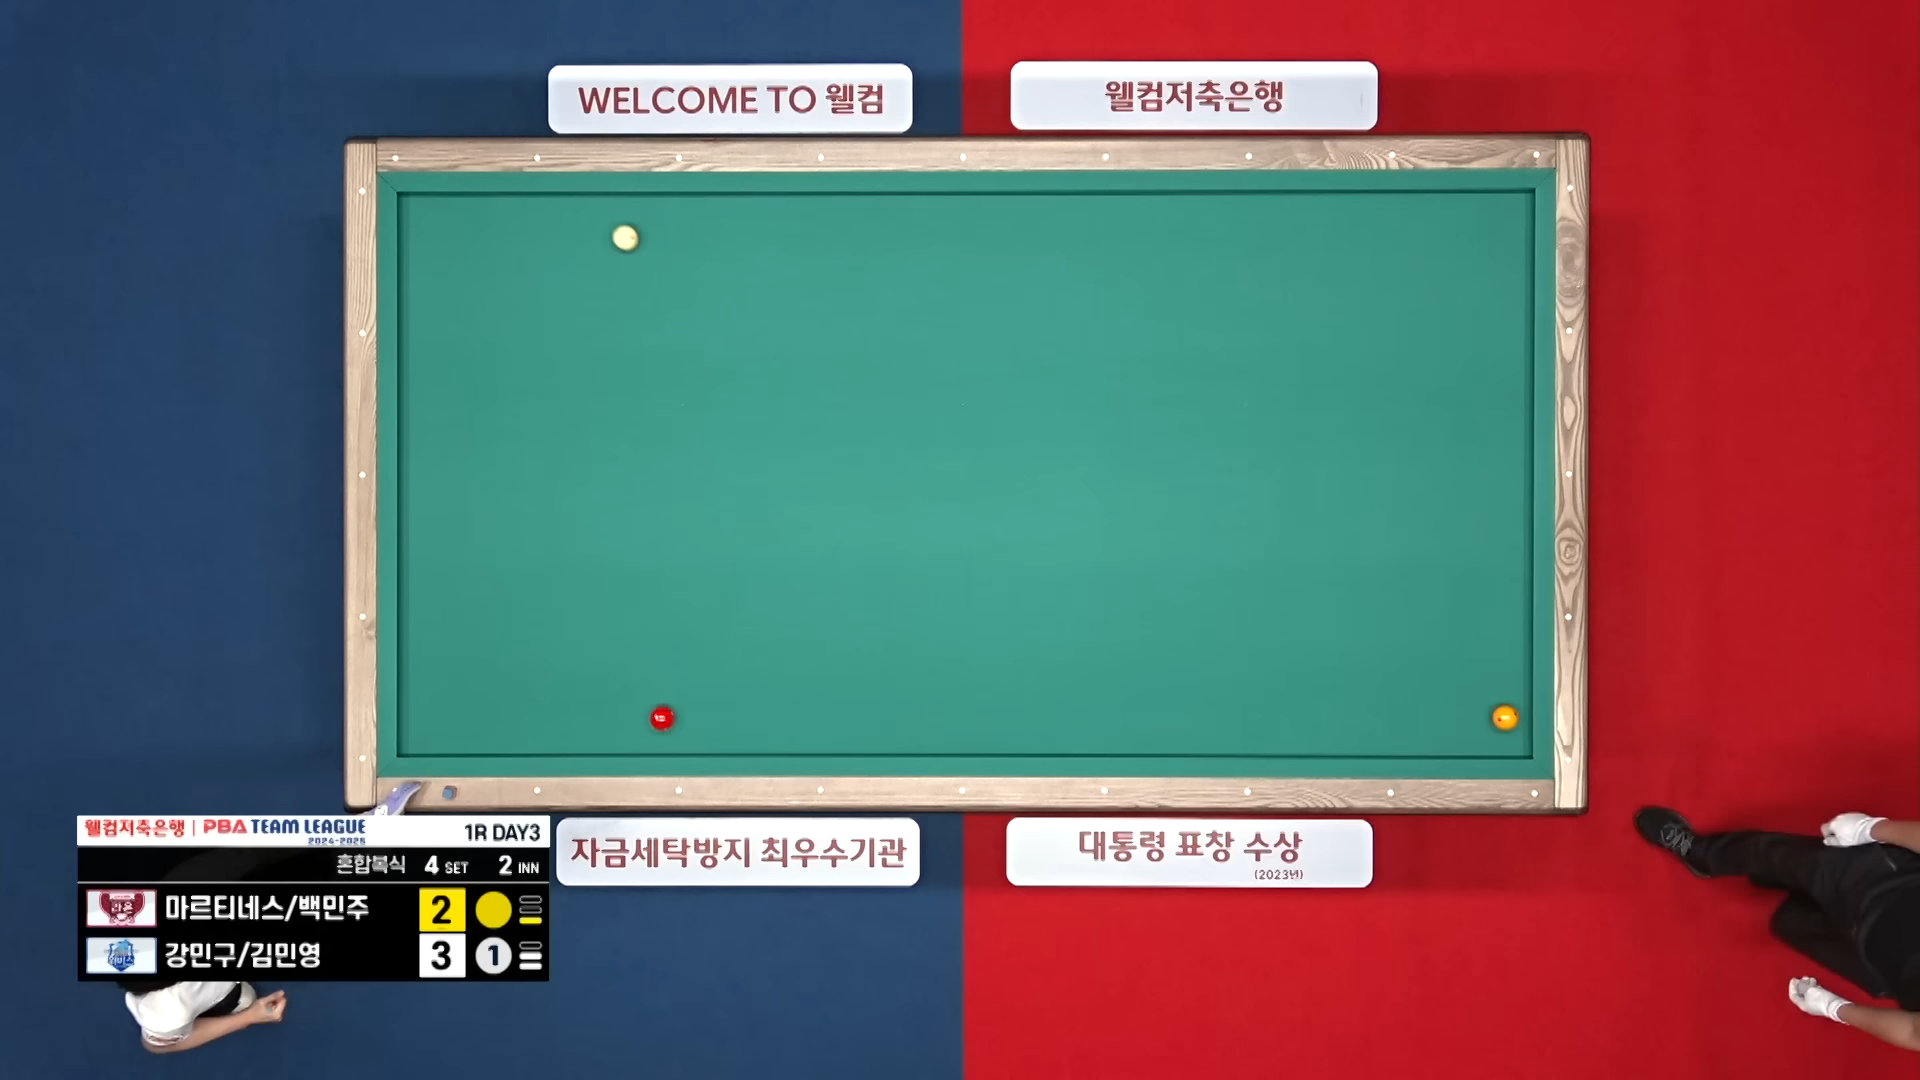 WELCOME TO 웰컴
웰컴저축은행
웰컴저축은행 | PBA TEAM LEAGUE
2024-2025
1R DAY3
혼합복식 4 SET 2 INN
마르티네스/백민주 2
강민구/김민영 3 1
자금세탁방지 최우수기관
대통령 표창 수상
(2023년)